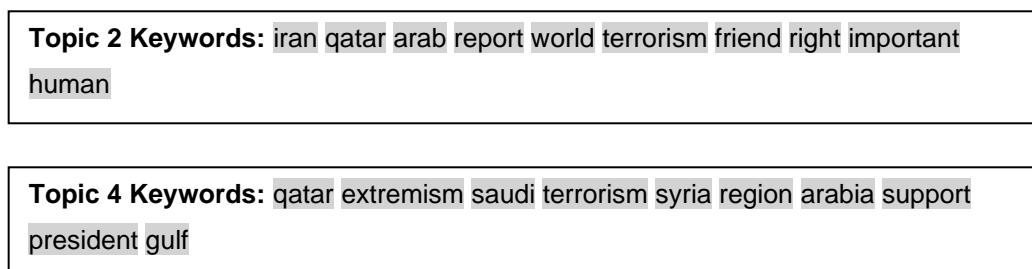 Topic 2 Keywords: iran qatar arab report world terrorism friend right important
human
Topic 4 Keywords: qatar extremism saudi terrorism syria region arabia support
president gulf